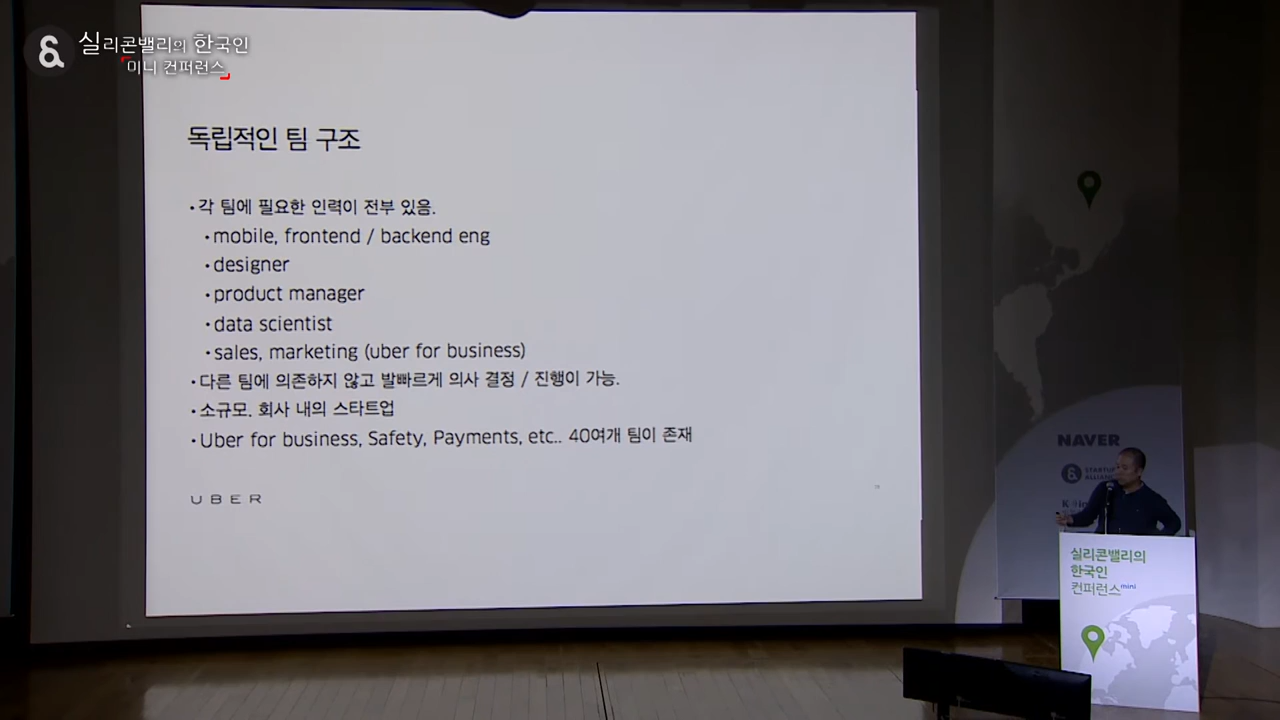 실리콘밸리의 한국인
미니 컨퍼런스
독립적인 팀 구조
•각 팀에 필요한 인력이 전부 있음.
•mobile, frontend / backend eng
•designer
•product manager
•data scientist
•sales, marketing (uber for business)
•다른 팀에 의존하지 않고 발빠르게 의사 결정 / 진행이 가능.
•소규모. 회사 내의 스타트업
•Uber for business, Safety, Payments, etc.. 40여개 팀이 존재
UBER
NAVER
실리콘밸리의
한국인
컨퍼런스mini